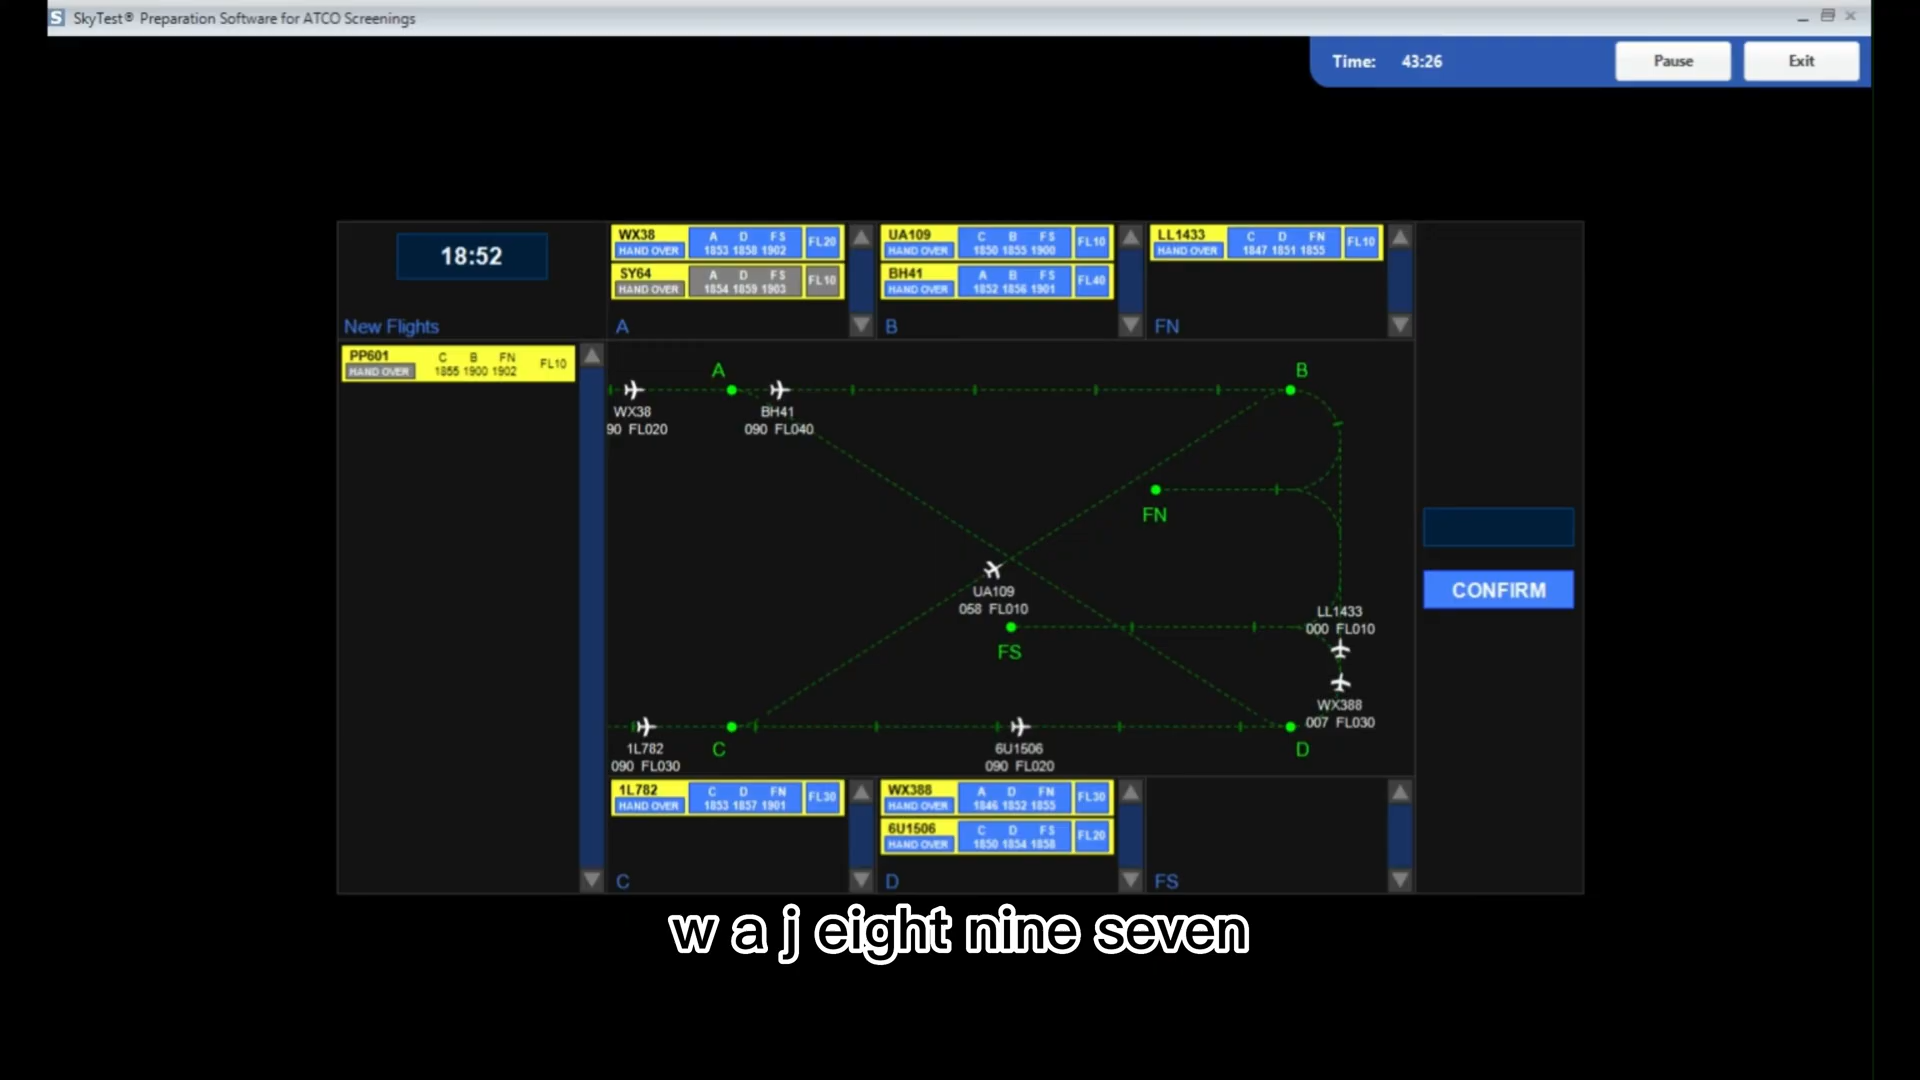 SkyTest® Preparation Software for ATCO Screenings
Time: 43:26 Pause Exit
18:52
New Flights
PP601 C B FN FL10
HAND OVER 1855 1900 1902
WX38 A D FS FL20
HAND OVER 1853 1858 1902
SY64 A D FS FL10
HAND OVER 1854 1859 1903
A
UA109 C B FS FL10
HAND OVER 1850 1855 1900
BH41 A B FS FL40
HAND OVER 1852 1856 1901
B
LL1433 C D FN FL10
HAND OVER 1847 1851 1855
FN
A
B
WX38
90 FL020
BH41
090 FL040
FN
UA109
058 FL010
FS
LL1433
000 FL010
WX388
007 FL030
C
D
1L782
090 FL030
6U1506
090 FL020
CONFIRM
1L782 C D FN FL30
HAND OVER 1853 1857 1901
C
WX388 A D FN FL30
HAND OVER 1846 1852 1855
6U1506 C D FS FL20
HAND OVER 1850 1854 1858
D
FS
w a j eight nine seven